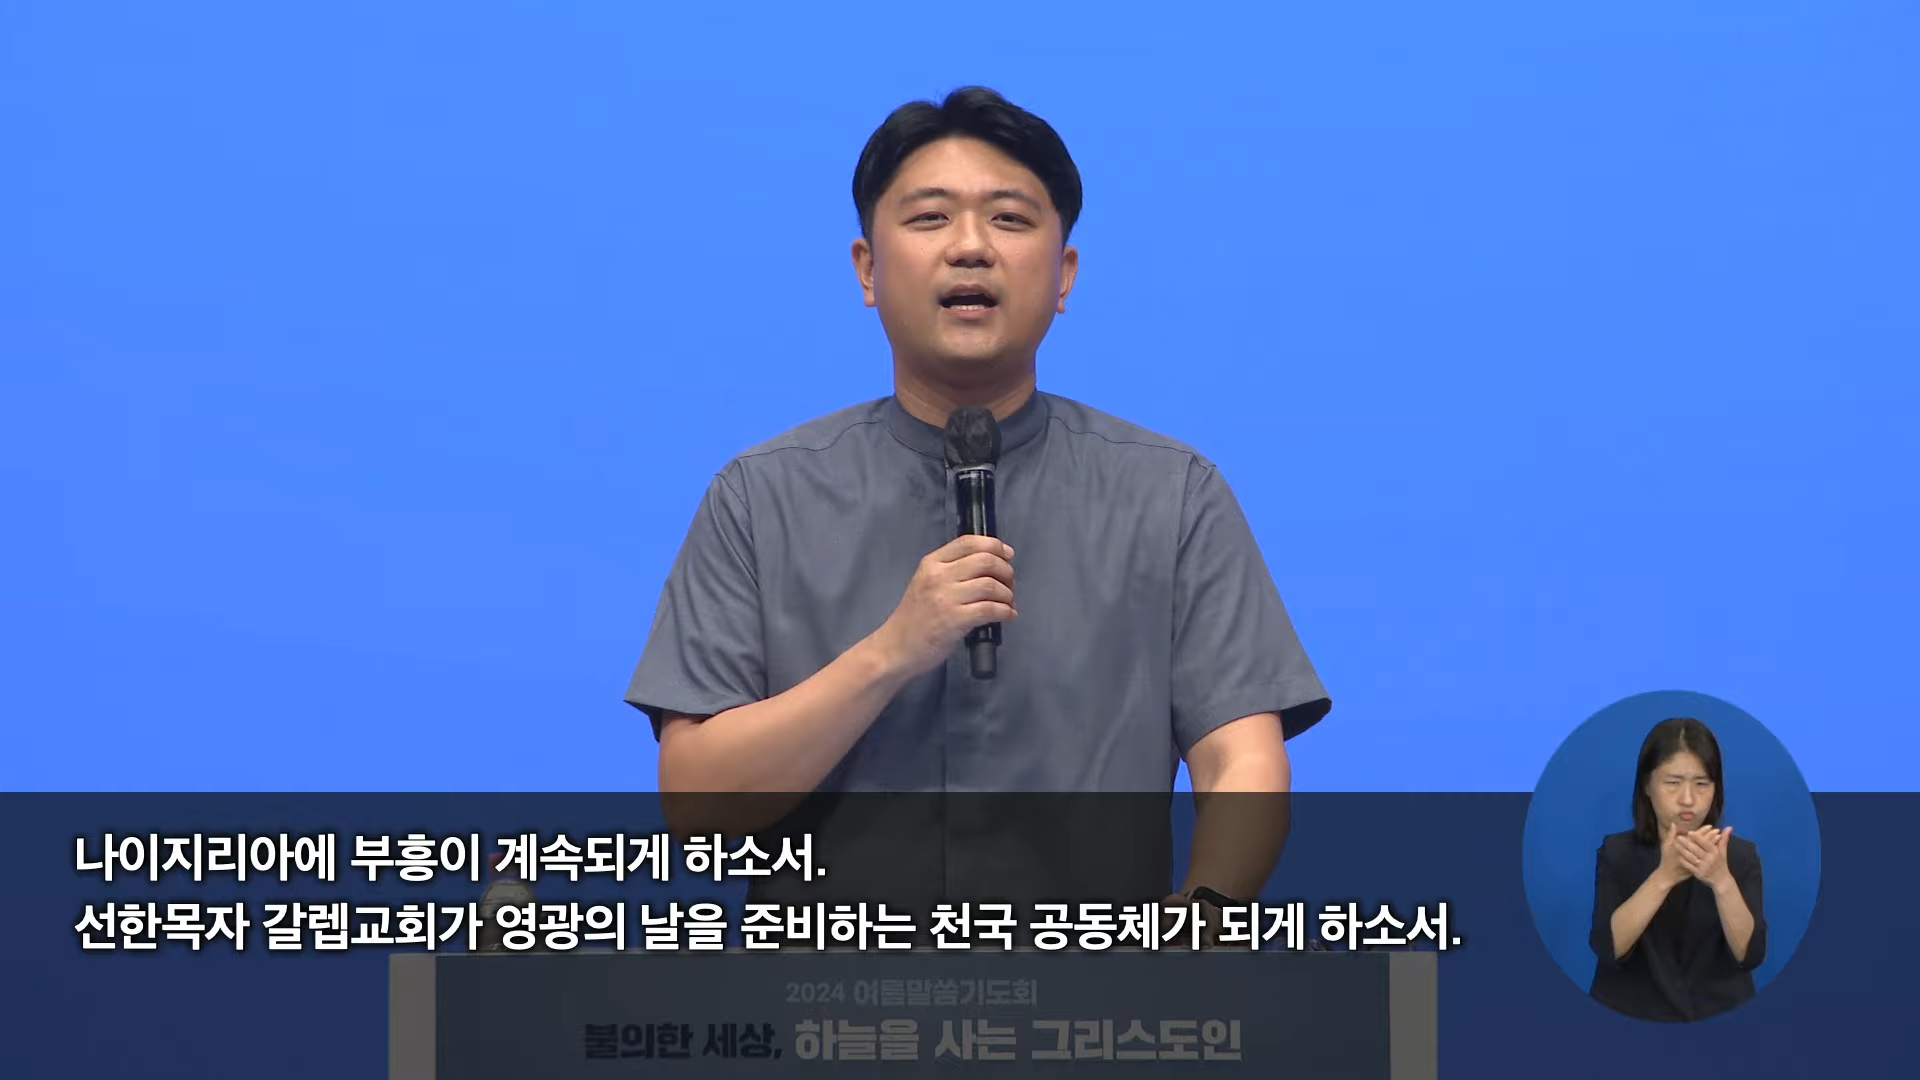 나이지리아에 부흥이 계속되게 하소서.
선한목자 갈렙교회가 영광의 날을 준비하는 천국 공동체가 되게 하소서.
2024 여름말씀기도회
불의한 세상, 하늘을 사는 그리스도인